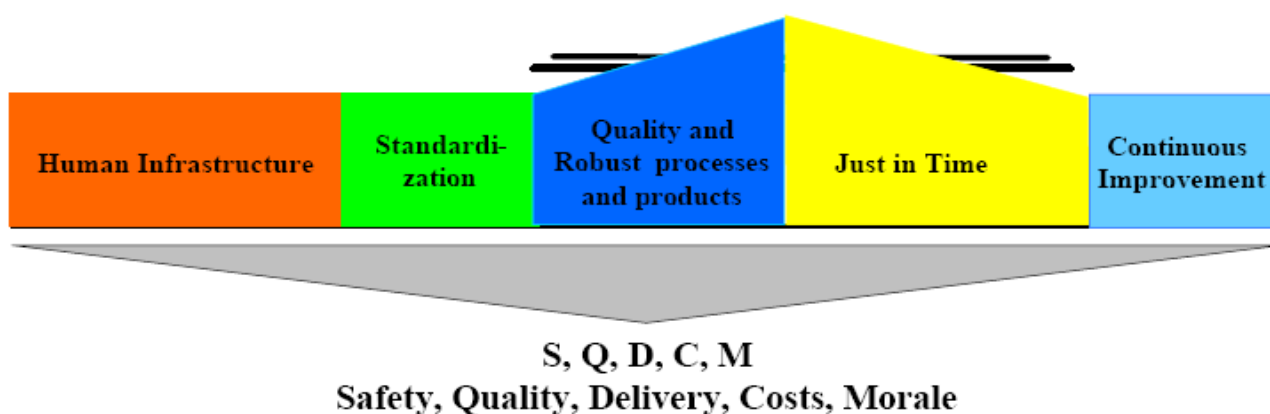 Human Infrastructure
Standardi-
zation
Quality and
Robust processes
and products
Just in Time
Continuous
Improvement
S, Q, D, C, M
Safety, Quality, Delivery, Costs, Morale